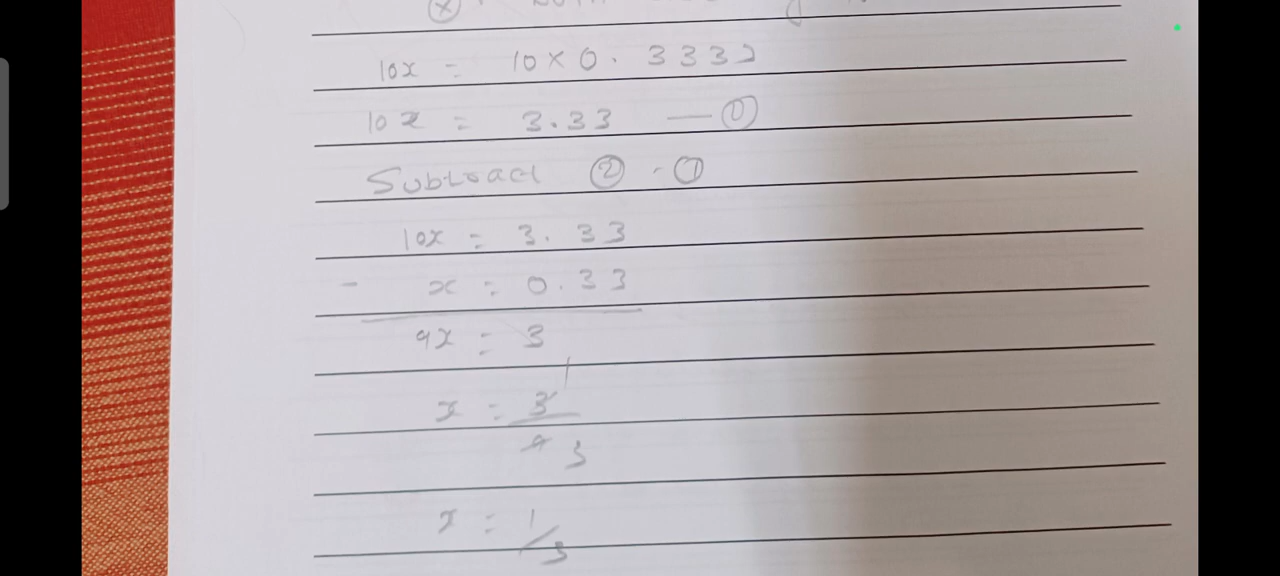 10x = 10 × 0.333
10x = 3.33 — ①
Subtract ② - ①
10x = 3.33
- x = 0.33
9x = 3
x = 3/9 1 3
x = 1/3